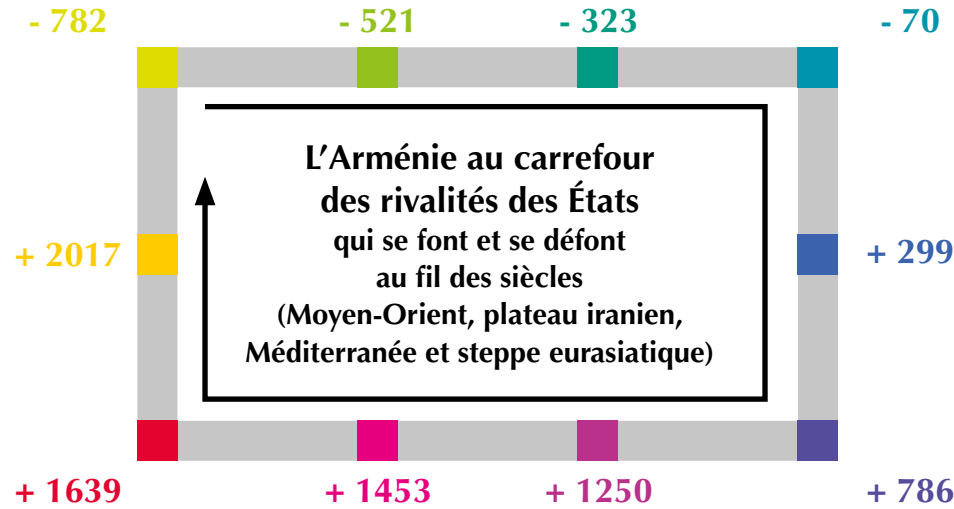 - 782
- 521
- 323
- 70
L'Arménie au carrefour
des rivalités des États
qui se font et se défont
au fil des siècles
(Moyen-Orient, plateau iranien,
Méditerranée et steppe eurasiatique)
+ 2017
+ 299
+ 1639
+ 1453
+ 1250
+ 786